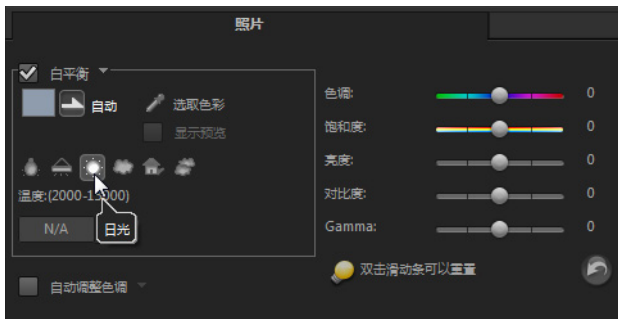 照片
白平衡
自动
选取色彩
显示预览
温度:(2000-13000)
N/A
日光
自动调整色调
色调: 0
饱和度: 0
亮度: 0
对比度: 0
Gamma: 0
双击滑动条可以重置